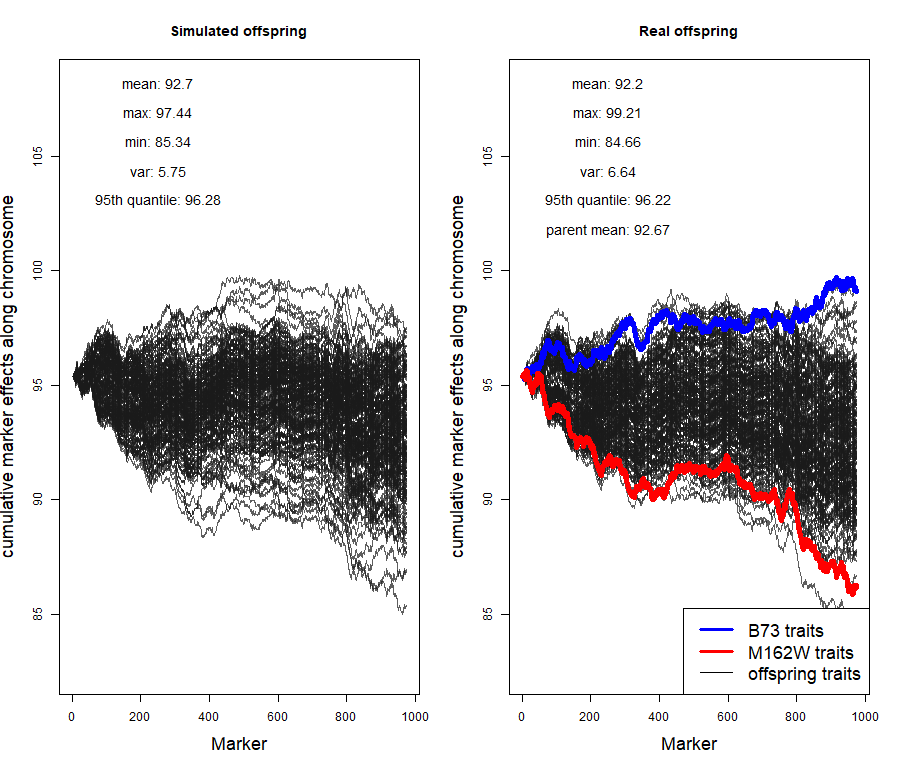 Simulated offspring
mean: 92.7
max: 97.44
min: 85.34
var: 5.75
95th quantile: 96.28
cumulative marker effects along chromosome
105
100
95
90
85
0 200 400 600 800 1000
Marker
Real offspring
mean: 92.2
max: 99.21
min: 84.66
var: 6.64
95th quantile: 96.22
parent mean: 92.67
cumulative marker effects along chromosome
105
100
95
90
85
B73 traits
M162W traits
offspring traits
0 200 400 600 800 1000
Marker